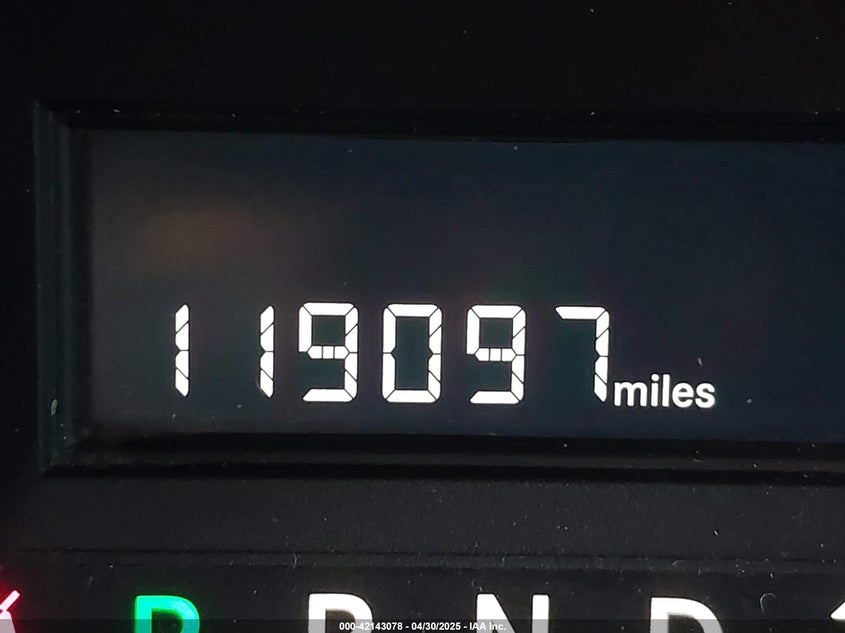 119097 miles
P R N D
000-42143078 - 04/30/2025 - IAA Inc.